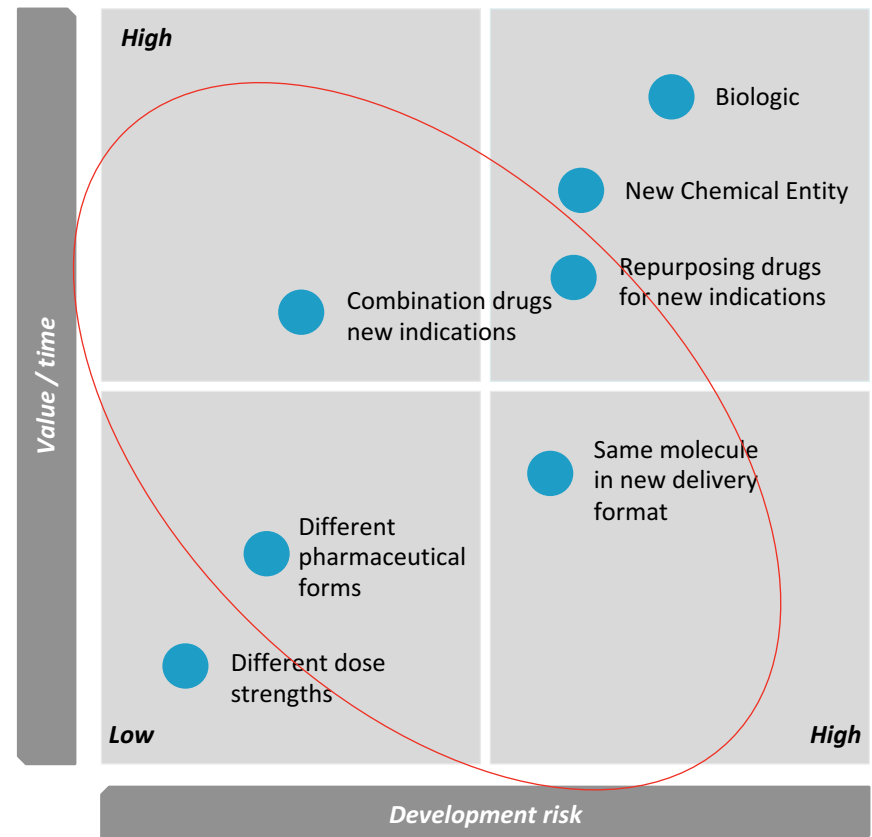 High
Biologic
New Chemical Entity
Repurposing drugs
for new indications
Combination drugs
new indications
Value / time
Same molecule
in new delivery
format
Different
pharmaceutical
forms
Different dose
strengths
Low
High
Development risk